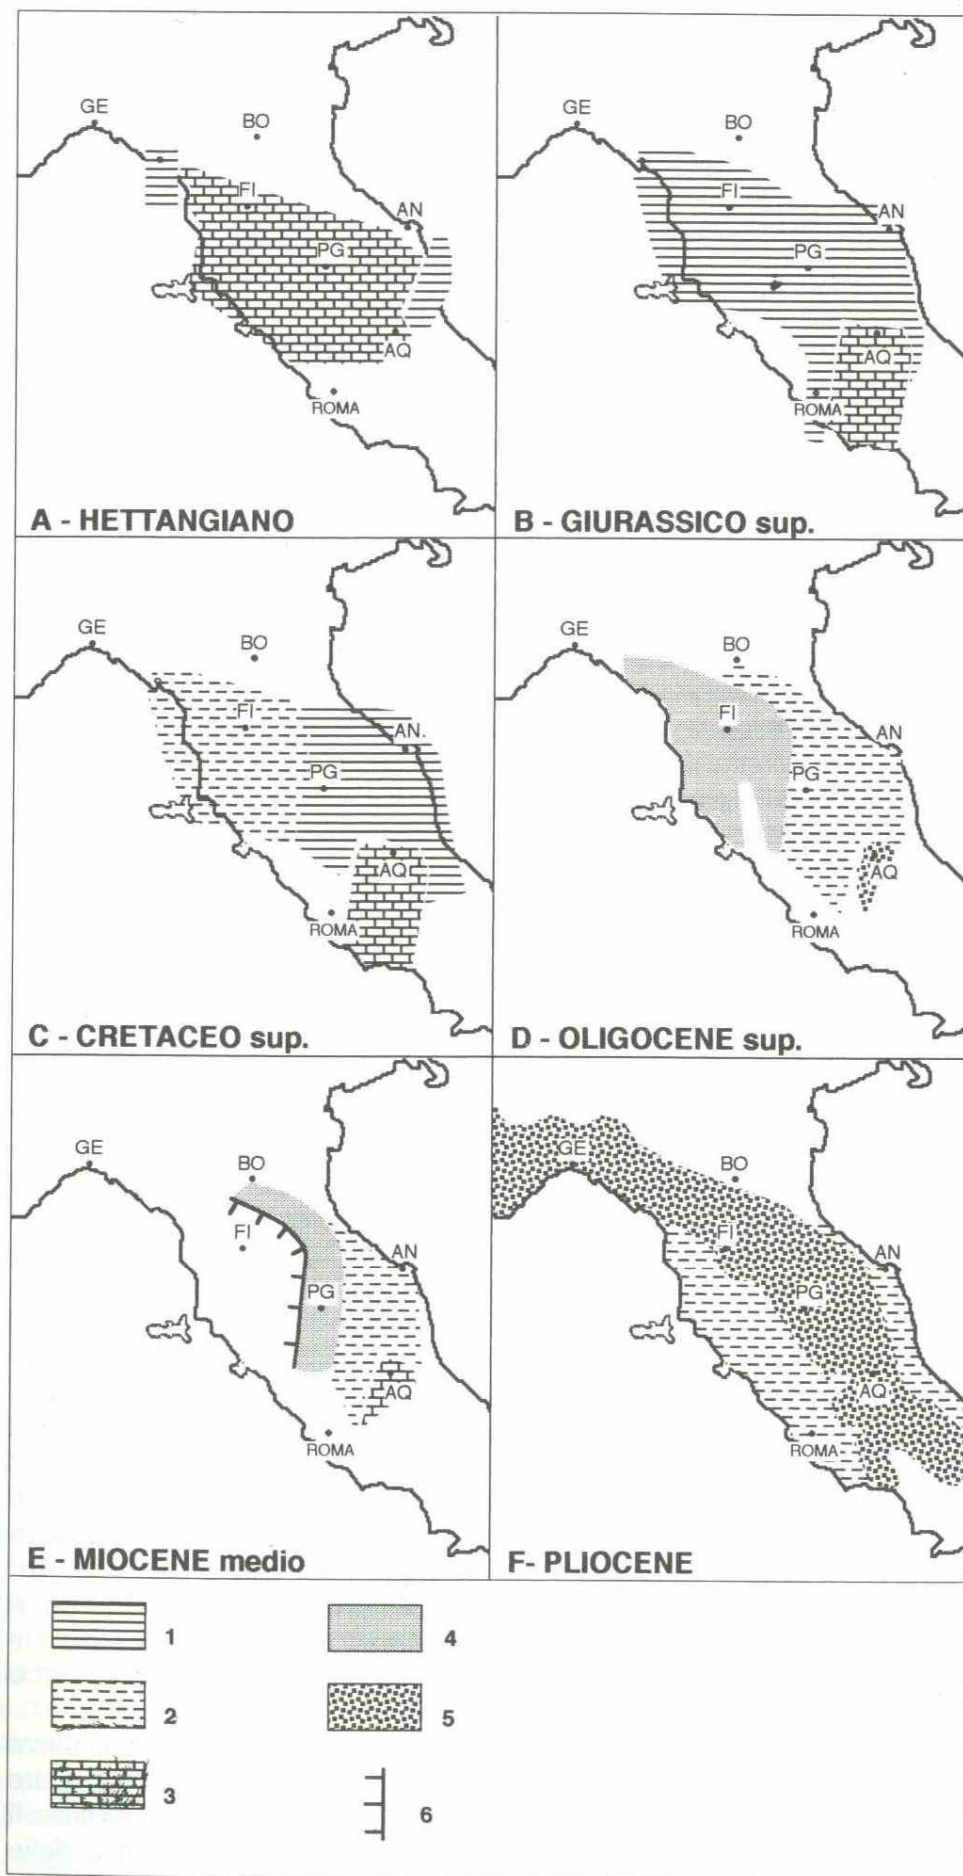 GE
BO
FI
AN
PG
AQ
ROMA
A - HETTANGIANO
GE
BO
FI
AN
PG
AQ
ROMA
B - GIURASSICO sup.
GE
BO
FI
AN.
PG
AQ
ROMA
C - CRETACEO sup.
GE
BO
FI
AN
PG
AQ
ROMA
D - OLIGOCENE sup.
GE
BO
FI
AN
PG
AQ
ROMA
E - MIOCENE medio
GE
BO
FI
AN
PG
AQ
ROMA
F- PLIOCENE
1
4
2
5
3
6